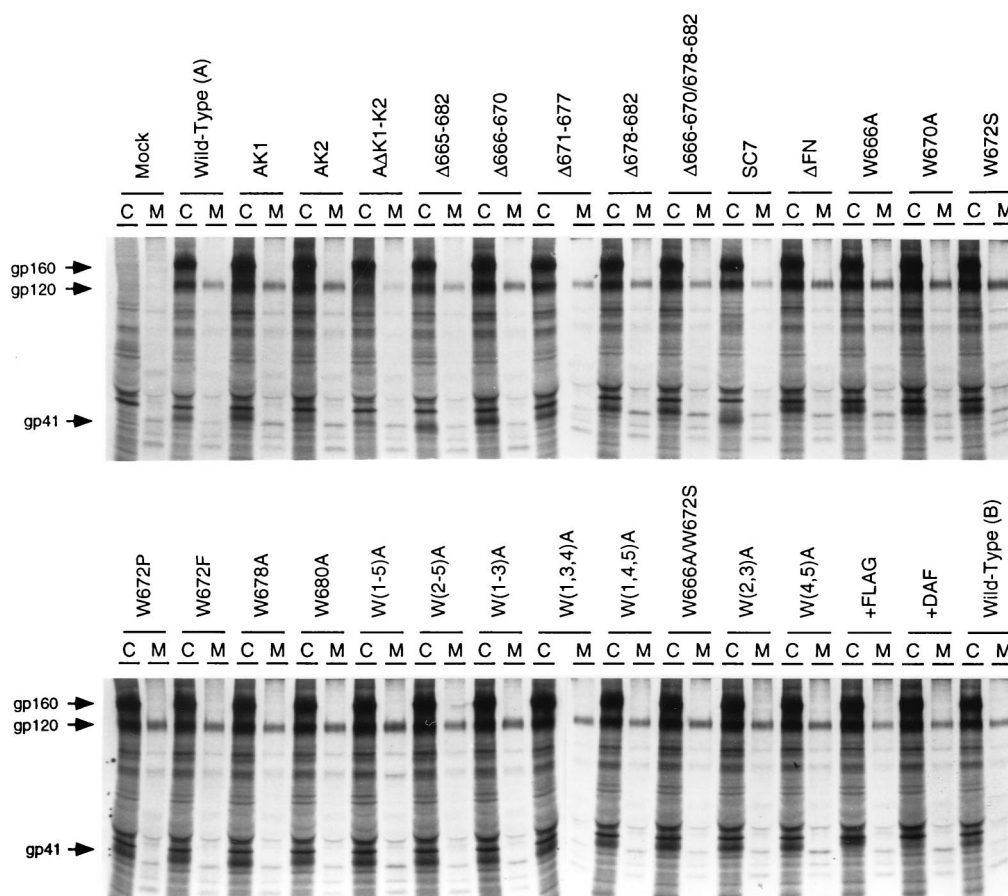 Mock Wild-Type (A) AK1 AK2 AΔK1-K2 Δ665-682 Δ666-670 Δ671-677 Δ678-682 Δ666-670/678-682 SC7 ΔFN W666A W670A W672S
C M C M C M C M C M C M C M C M C M C M C M C M C M C M C M
gp160
gp120
gp41
W672P W672F W678A W680A W(1-5)A W(2-5)A W(1-3)A W(1,3,4)A W(1,4,5)A W666A/W672S W(2,3)A W(4,5)A +FLAG +DAF Wild-Type (B)
C M C M C M C M C M C M C M C M C M C M C M C M C M C M C M
gp160
gp120
gp41